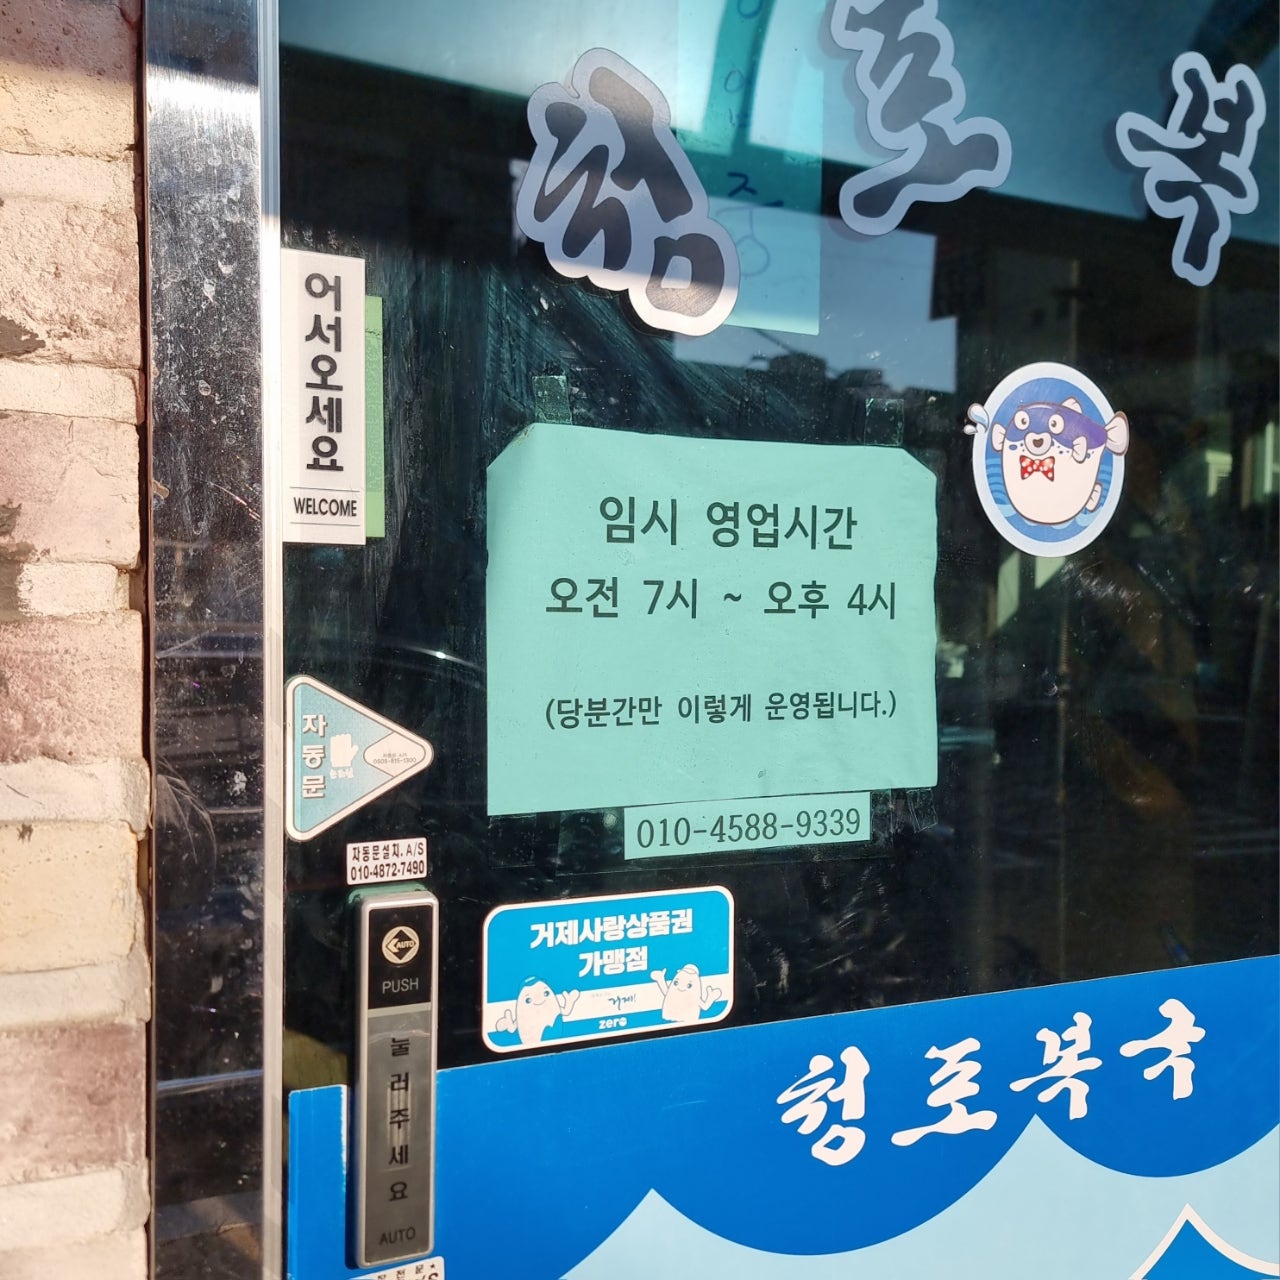 청포복
어서오세요
WELCOME
임시 영업시간
오전 7시 ~ 오후 4시
(당분간만 이렇게 운영됩니다.)
010-4588-9339
자동문
자동문설치. A/S
010-4872-7490
AUTO
PUSH
눌러주세요
AUTO
거제사랑상품권
가맹점
거제!
zero
청포복국